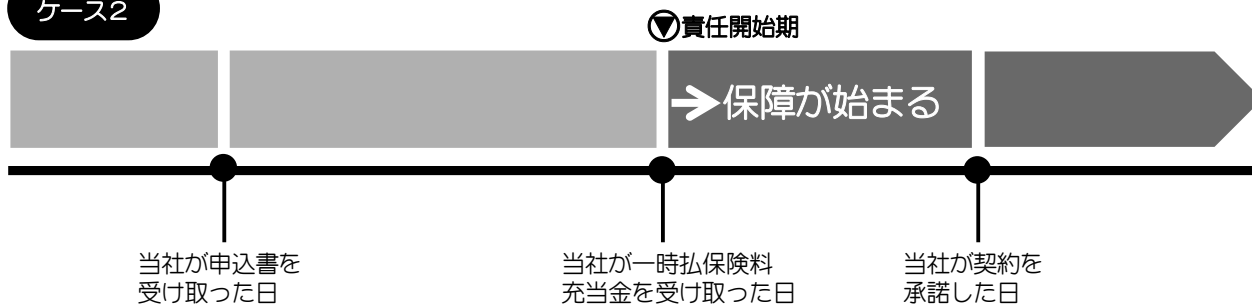 ケース2
▼責任開始期
→保障が始まる
当社が申込書を
受け取った日
当社が一時払保険料
充当金を受け取った日
当社が契約を
承諾した日